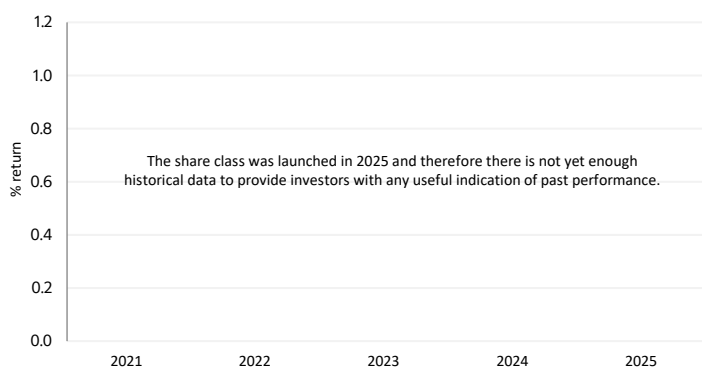 1.2
1.0
0.8
0.6
0.4
0.2
0.0
% return
The share class was launched in 2025 and therefore there is not yet enough
historical data to provide investors with any useful indication of past performance.
2021 2022 2023 2024 2025